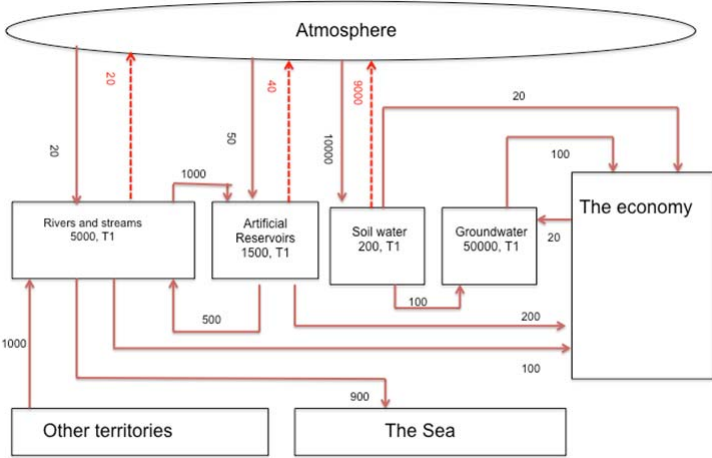 Atmosphere
20
20
50
40
10000
9000
20
100
1000
Rivers and streams
5000, T1
Artificial
Reservoirs
1500, T1
Soil water
200, T1
Groundwater
50000, T1
The economy
20
100
500
200
1000
100
900
Other territories
The Sea